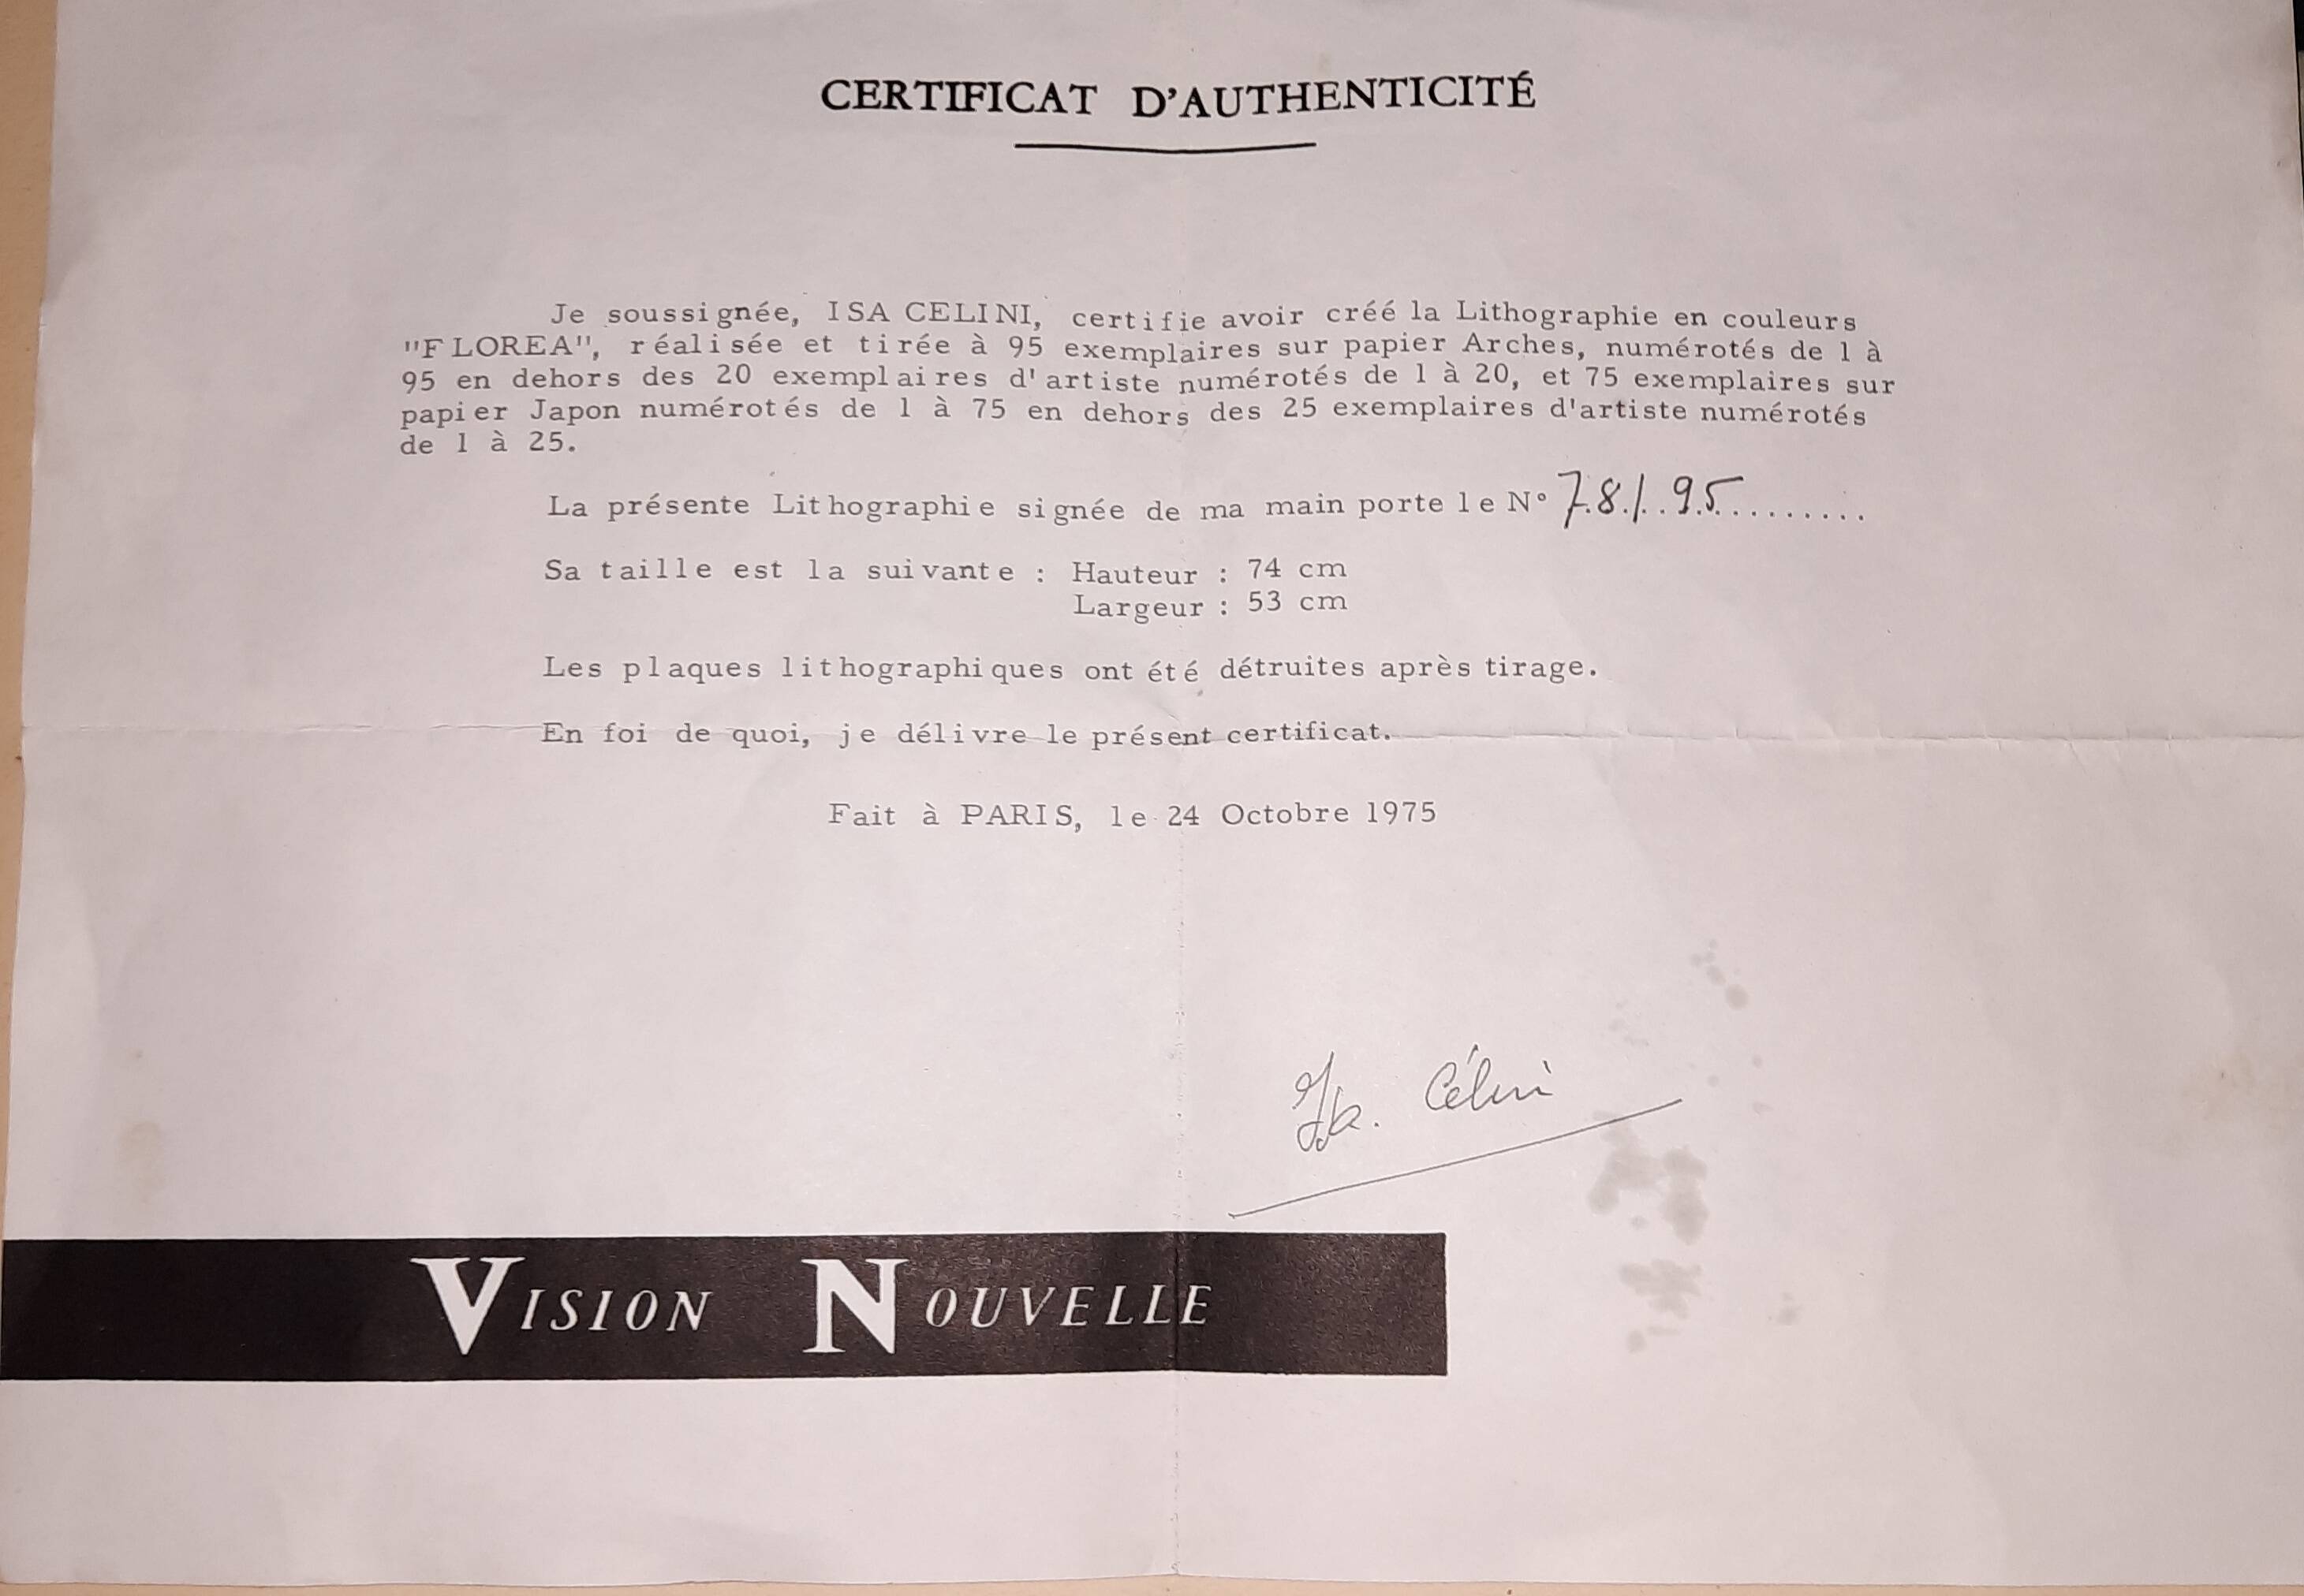 CERTIFICAT D'AUTHENTICITÉ
Je soussignée, ISA CELINI, certifie avoir créé la Lithographie en couleurs
"FLOREA", réalisée et tirée à 95 exemplaires sur papier Arches, numérotés de 1 à
95 en dehors des 20 exemplaires d'artiste numérotés de 1 à 20, et 75 exemplaires sur
papier Japon numérotés de 1 à 75 en dehors des 25 exemplaires d'artiste numérotés
de 1 à 25.
La présente Lithographie signée de ma main porte le N° 78/95.........
Sa taille est la suivante : Hauteur : 74 cm
Largeur : 53 cm
Les plaques lithographiques ont été détruites après tirage.
En foi de quoi, je délivre le présent certificat.
Fait à PARIS, le 24 Octobre 1975
Isa. Célini
VISION NOUVELLE